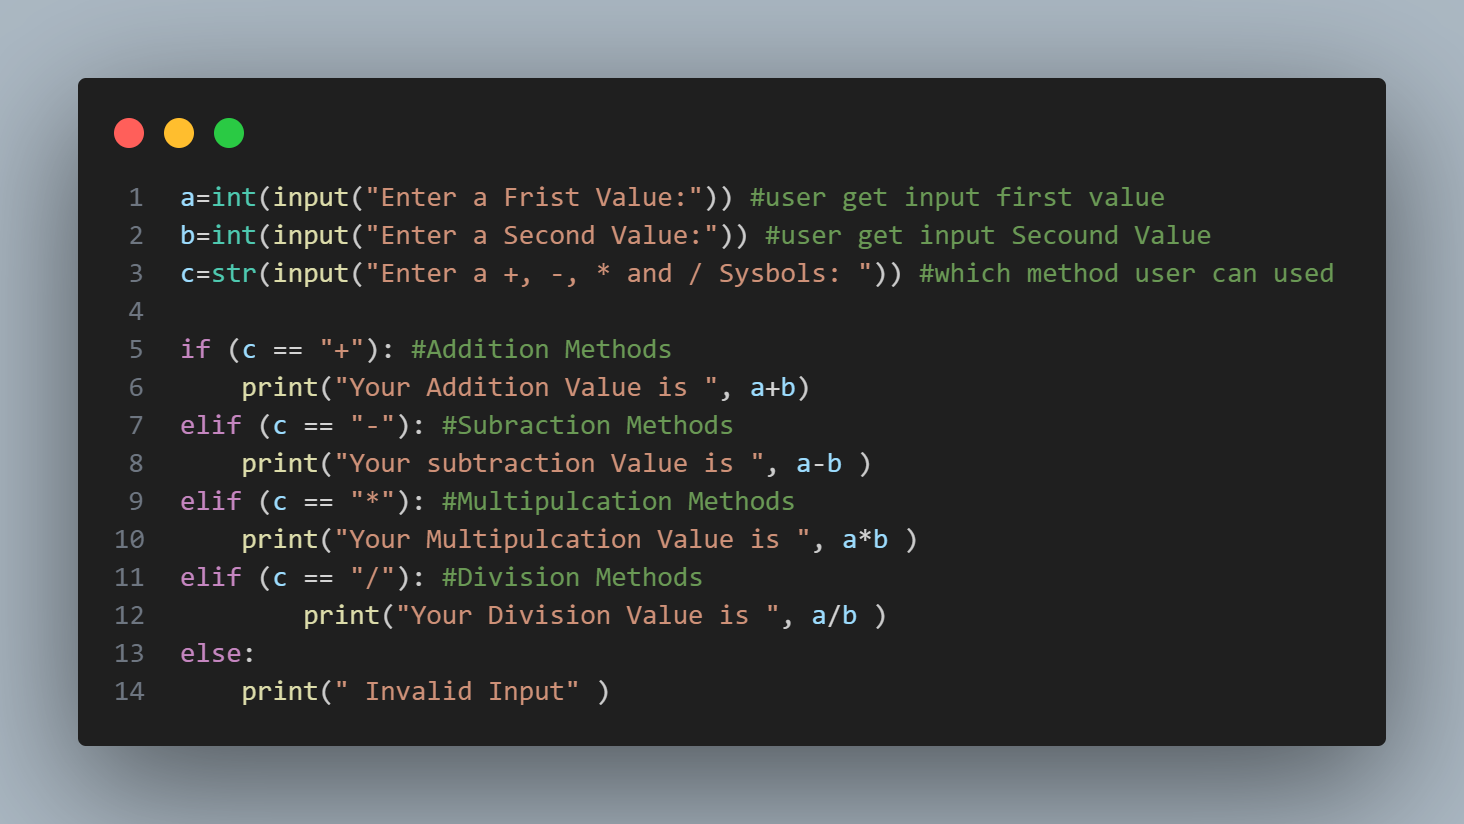 1 a=int(input("Enter a Frist Value:")) #user get input first value
2 b=int(input("Enter a Second Value:")) #user get input Secound Value
3 c=str(input("Enter a +, -, * and / Sysbols: ")) #which method user can used
4
5 if (c == "+"): #Addition Methods
6     print("Your Addition Value is ", a+b)
7 elif (c == "-"): #Subraction Methods
8     print("Your subtraction Value is ", a-b )
9 elif (c == "*"): #Multipulcation Methods
10     print("Your Multipulcation Value is ", a*b )
11 elif (c == "/"): #Division Methods
12         print("Your Division Value is ", a/b )
13 else:
14     print(" Invalid Input" )